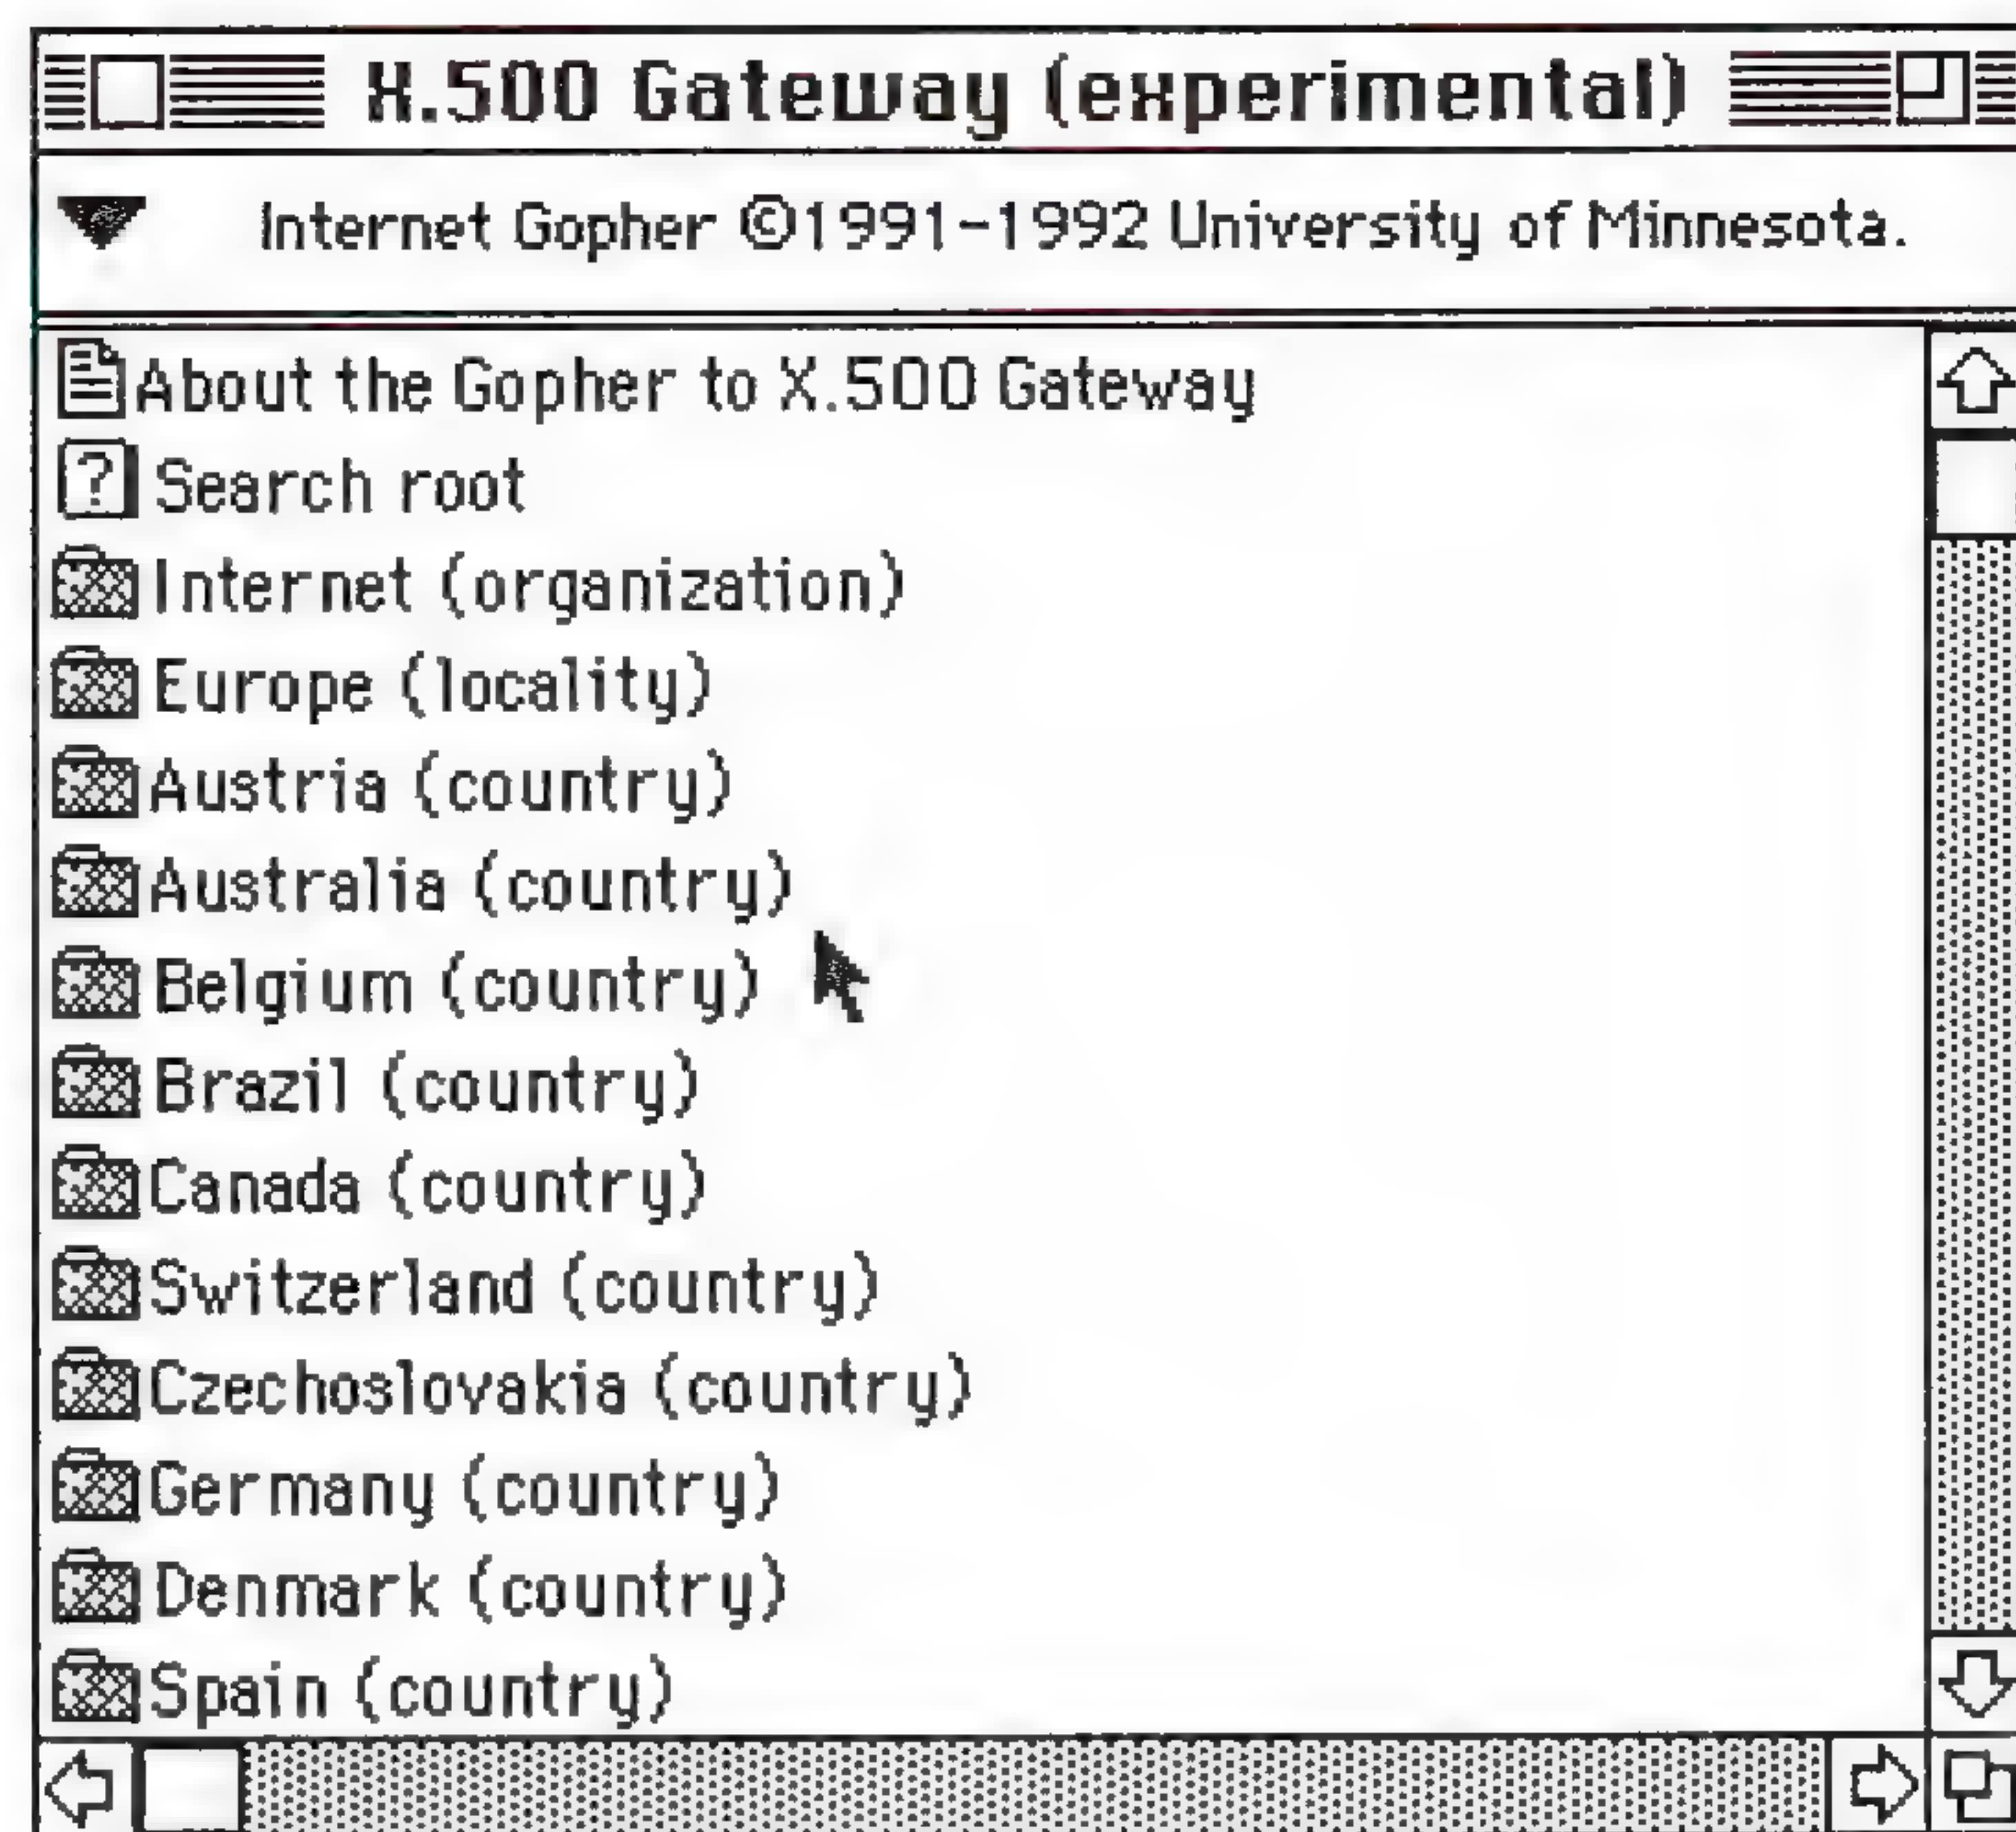 X.500 Gateway (experimental)
Internet Gopher ©1991-1992 University of Minnesota.
About the Gopher to X.500 Gateway
? Search root
Internet (organization)
Europe (locality)
Austria (country)
Australia (country)
Belgium (country)
Brazil (country)
Canada (country)
Switzerland (country)
Czechoslovakia (country)
Germany (country)
Denmark (country)
Spain (country)